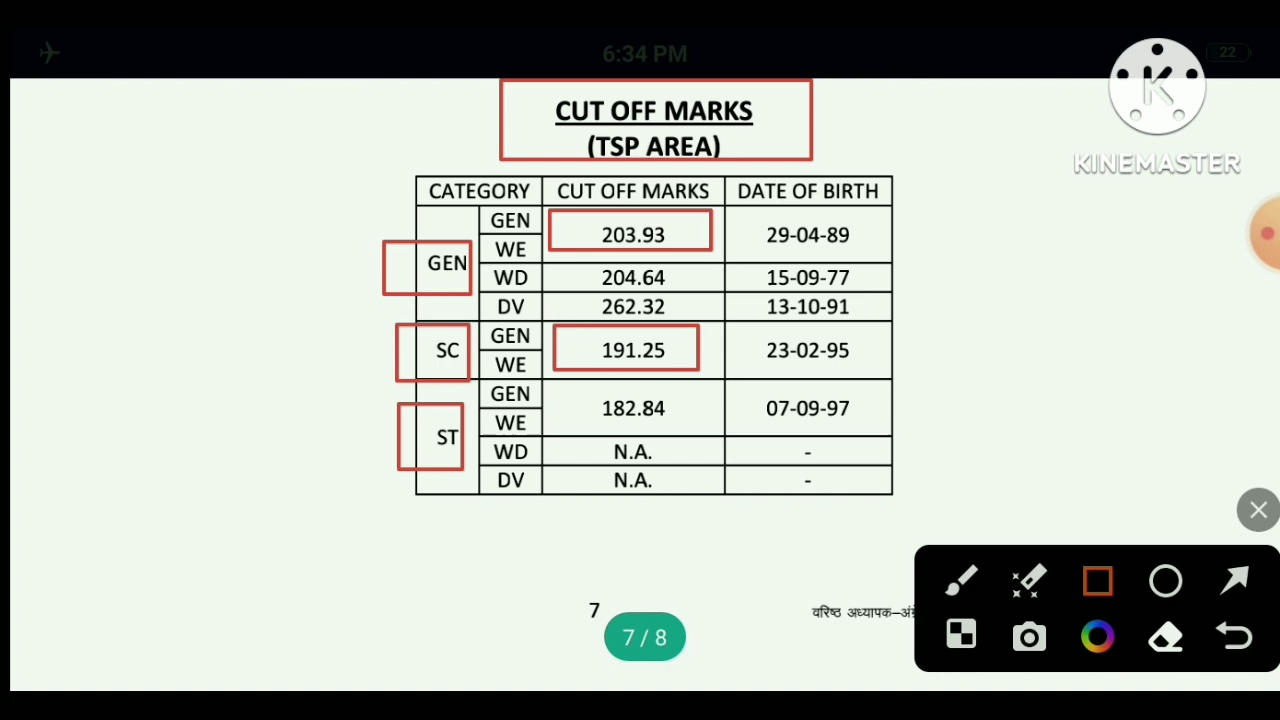 6:34 PM
22
K
KINEMASTER
CUT OFF MARKS
(TSP AREA)
CATEGORY CUT OFF MARKS DATE OF BIRTH
GEN GEN 203.93 29-04-89
WE
WD 204.64 15-09-77
DV 262.32 13-10-91
SC GEN 191.25 23-02-95
WE
ST GEN 182.84 07-09-97
WE
WD N.A. -
DV N.A. -
7
7 / 8
वरिष्ठ अध्यापक–